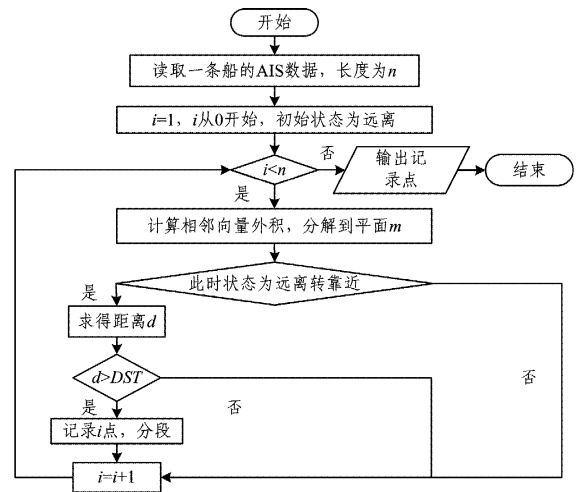 开始
读取一条船的AIS数据，长度为n
i=1，i从0开始，初始状态为远离
i<n
否
输出记
录点
结束
是
计算相邻向量外积，分解到平面m
此时状态为远离转靠近
是
求得距离d
d>DST
否
是
否
记录i点，分段
i=i+1